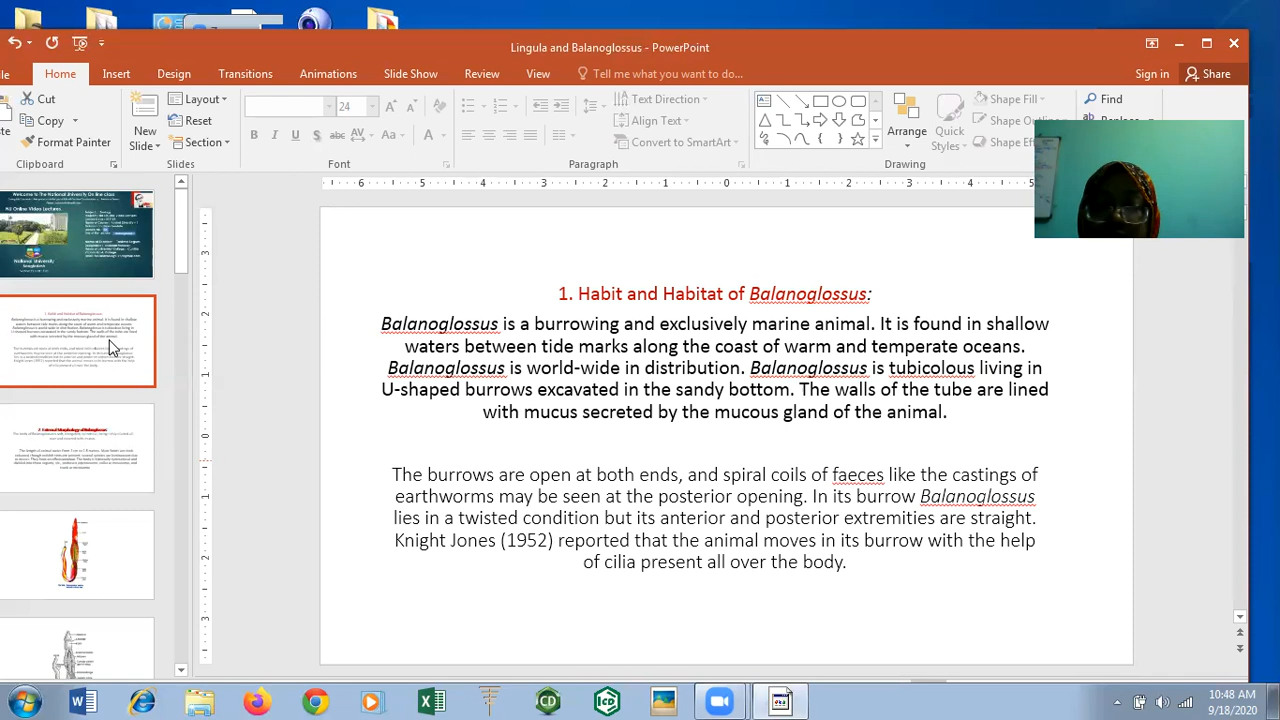 Lingula and Balanoglossus - PowerPoint
Home Insert Design Transitions Animations Slide Show Review View Tell me what you want to do... Sign in Share
Cut
Copy
Format Painter
Clipboard
New Slide
Layout
Reset
Section
Slides
24
Font
Text Direction
Align Text
Convert to SmartArt
Paragraph
Arrange
Quick Styles
Shape Fill
Drawing
Find
1. Habit and Habitat of Balanoglossus:
Balanoglossus is a burrowing and exclusively marine animal. It is found in shallow
waters between tide marks along the coast of warm and temperate oceans.
Balanoglossus is world-wide in distribution. Balanoglossus is tubicolous living in
U-shaped burrows excavated in the sandy bottom. The walls of the tube are lined
with mucus secreted by the mucous gland of the animal.
The burrows are open at both ends, and spiral coils of faeces like the castings of
earthworms may be seen at the posterior opening. In its burrow Balanoglossus
lies in a twisted condition but its anterior and posterior extremities are straight.
Knight Jones (1952) reported that the animal moves in its burrow with the help
of cilia present all over the body.
10:48 AM
9/18/2020